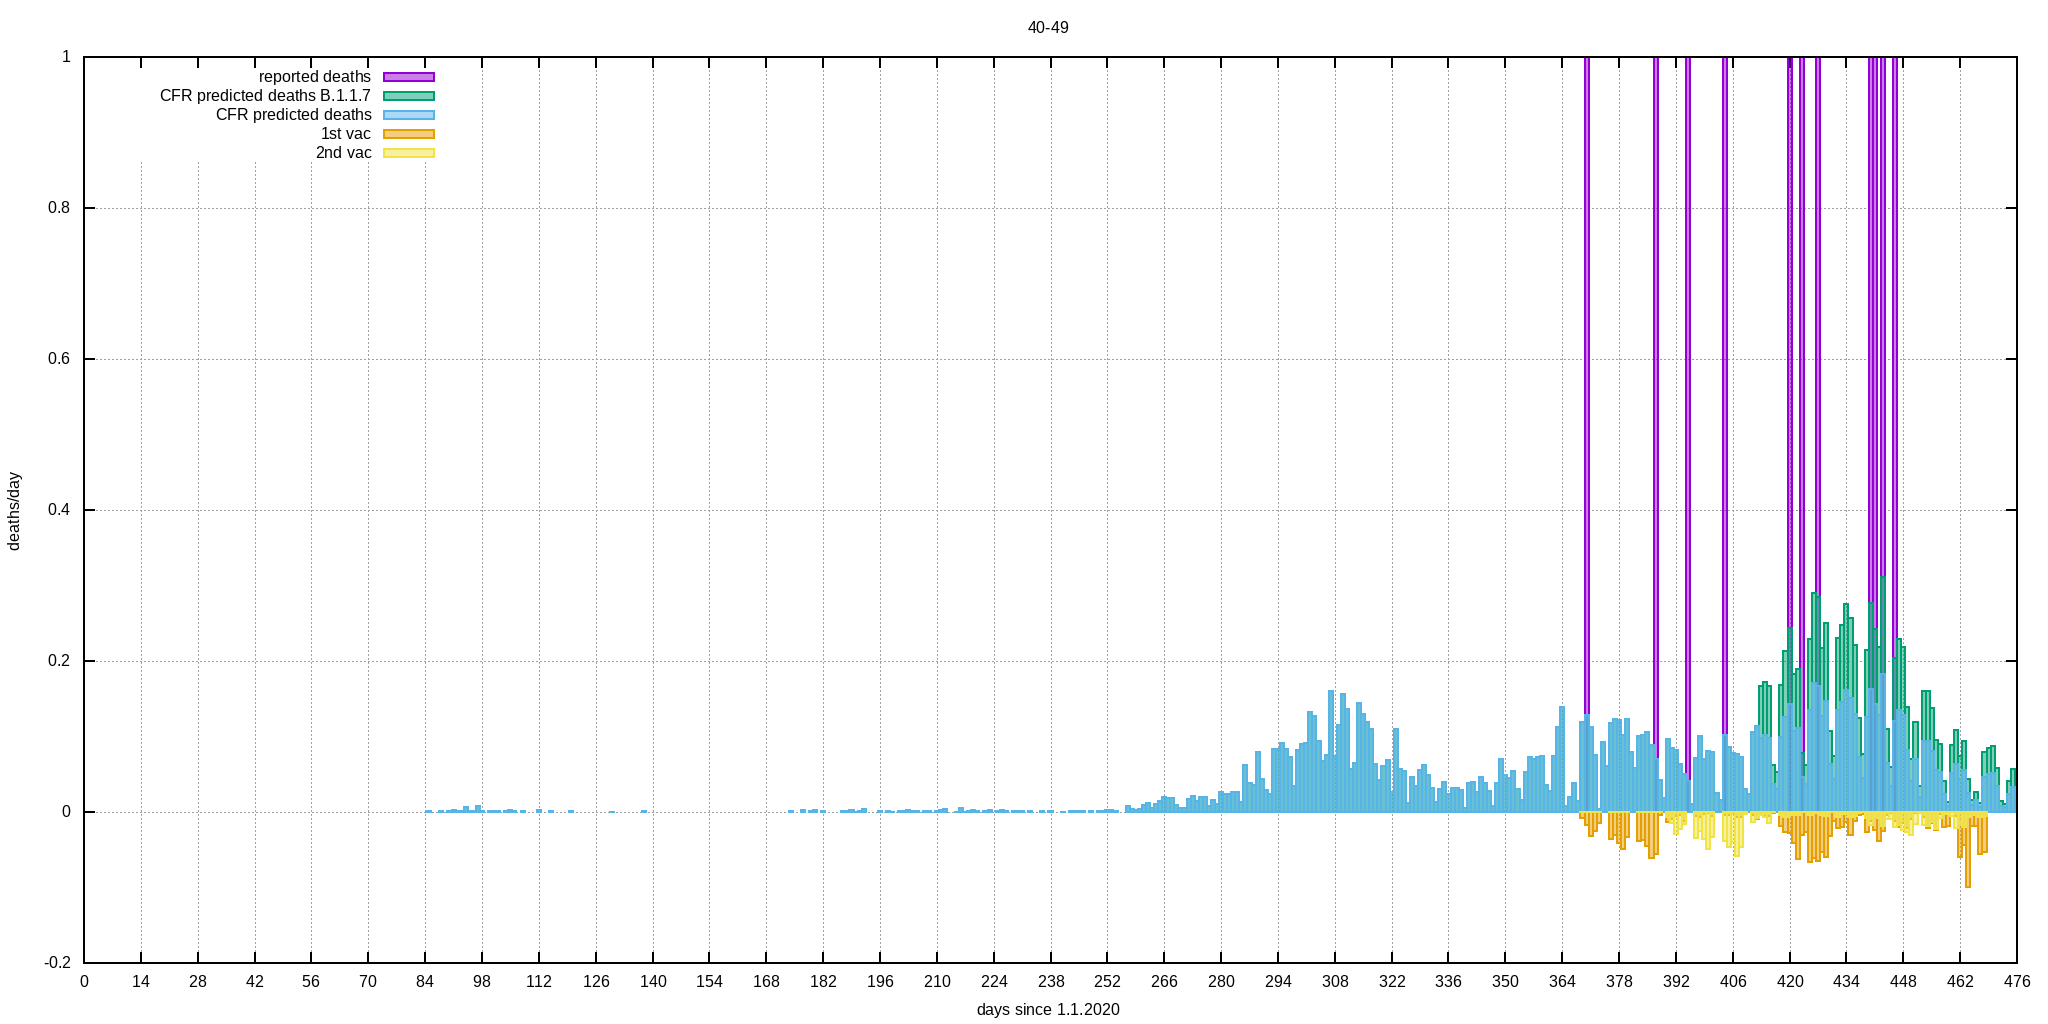 40-49
reported deaths
CFR predicted deaths B.1.1.7
CFR predicted deaths
1st vac
2nd vac
1
0.8
0.6
0.4
0.2
0
-0.2
deaths/day
0 14 28 42 56 70 84 98 112 126 140 154 168 182 196 210 224 238 252 266 280 294 308 322 336 350 364 378 392 406 420 434 448 462 476
days since 1.1.2020